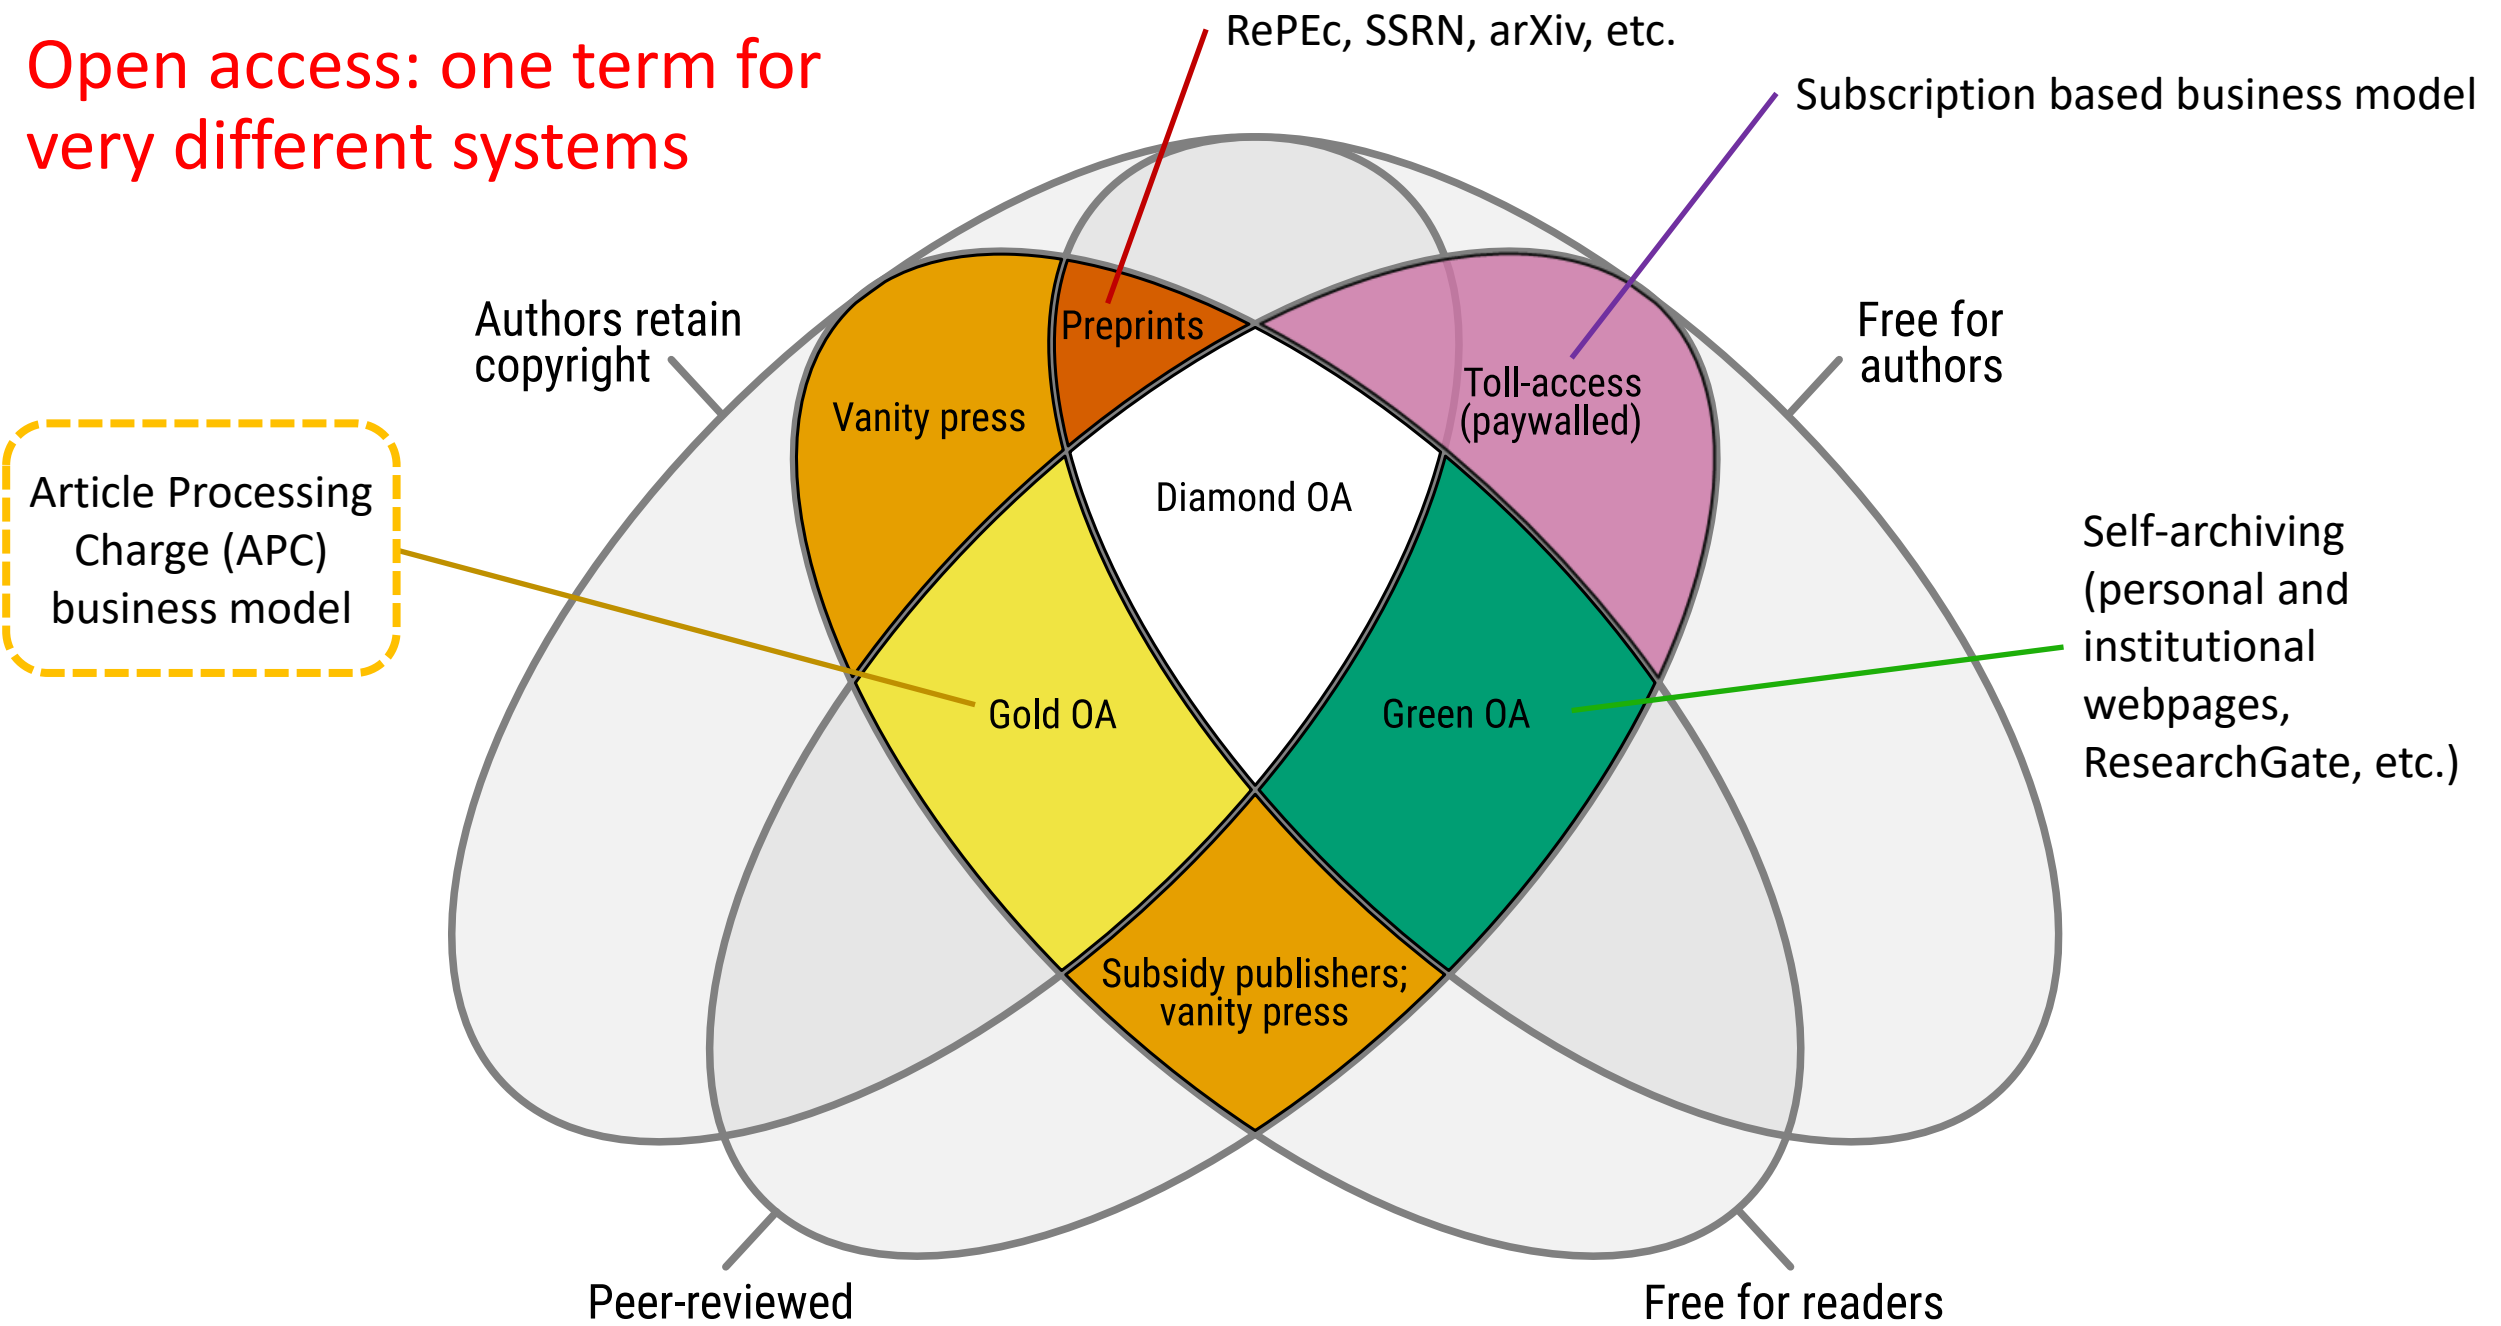 Open access: one term for
very different systems
RePEc, SSRN, arXiv, etc.
Subscription based business model
Authors retain
copyright
Free for
authors
Preprints
Vanity press
Toll-access
(paywalled)
Diamond OA
Article Processing
Charge (APC)
business model
Self-archiving
(personal and
institutional
webpages,
ResearchGate, etc.)
Gold OA
Green OA
Subsidy publishers;
vanity press
Peer-reviewed
Free for readers